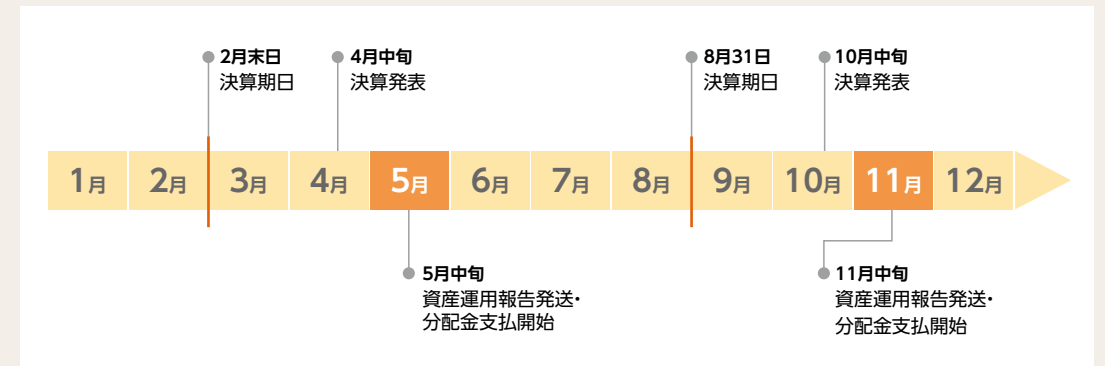 2月末日
決算期日
4月中旬
決算発表
8月31日
決算期日
10月中旬
決算発表
1月 2月 3月 4月 5月 6月 7月 8月 9月 10月 11月 12月
5月中旬
資産運用報告発送・
分配金支払開始
11月中旬
資産運用報告発送・
分配金支払開始